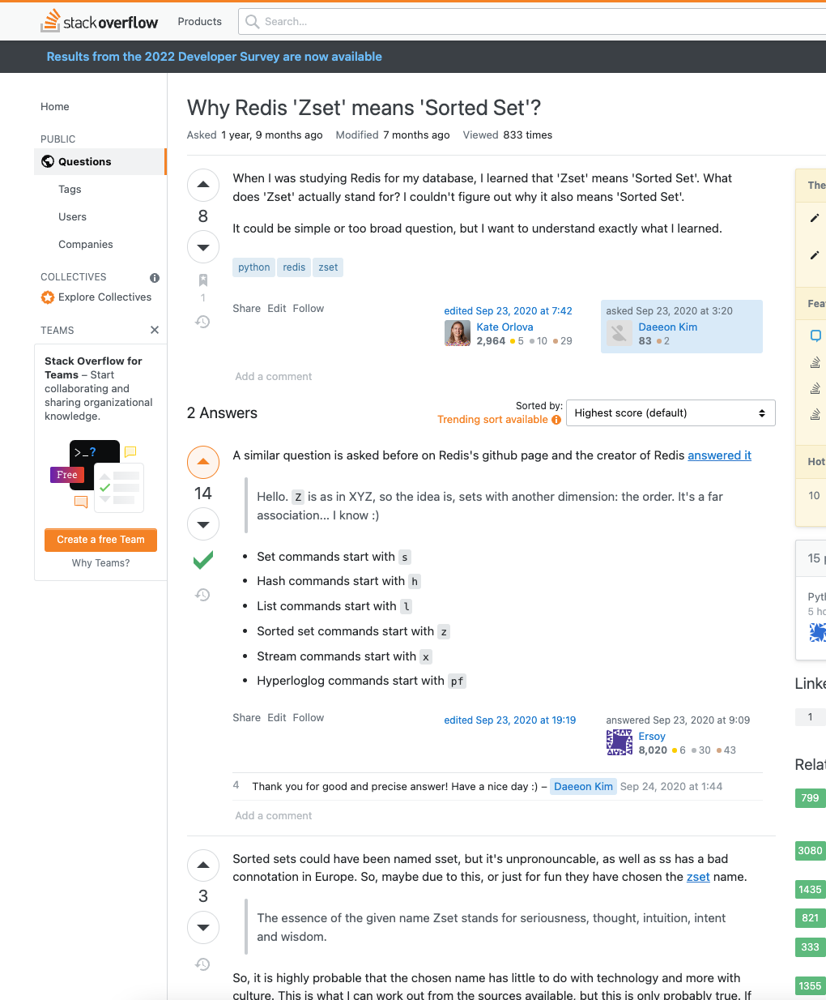 stackoverflow Products Search...
Results from the 2022 Developer Survey are now available
Home
PUBLIC
Questions
Tags
Users
Companies
COLLECTIVES
Explore Collectives
TEAMS
Stack Overflow for
Teams – Start
collaborating and
sharing organizational
knowledge.
>_?
Free
Create a free Team
Why Teams?
Why Redis 'Zset' means 'Sorted Set'?
Asked 1 year, 9 months ago Modified 7 months ago Viewed 833 times
8
When I was studying Redis for my database, I learned that 'Zset' means 'Sorted Set'. What
does 'Zset' actually stand for? I couldn't figure out why it also means 'Sorted Set'.
It could be simple or too broad question, but I want to understand exactly what I learned.
python redis zset
1
Share Edit Follow
edited Sep 23, 2020 at 7:42
Kate Orlova
2,964 5 10 29
asked Sep 23, 2020 at 3:20
Daeeon Kim
83 2
Add a comment
2 Answers
Sorted by:
Trending sort available
Highest score (default)
14
A similar question is asked before on Redis's github page and the creator of Redis answered it
Hello. Z is as in XYZ, so the idea is, sets with another dimension: the order. It's a far
association... I know :)
• Set commands start with s
• Hash commands start with h
• List commands start with l
• Sorted set commands start with z
• Stream commands start with x
• Hyperloglog commands start with pf
Share Edit Follow
edited Sep 23, 2020 at 19:19
answered Sep 23, 2020 at 9:09
Ersoy
8,020 6 30 43
4 Thank you for good and precise answer! Have a nice day :) – Daeeon Kim Sep 24, 2020 at 1:44
Add a comment
3
Sorted sets could have been named sset, but it's unpronouncable, as well as ss has a bad
connotation in Europe. So, maybe due to this, or just for fun they have chosen the zset name.
The essence of the given name Zset stands for seriousness, thought, intuition, intent
and wisdom.
So, it is highly probable that the chosen name has little to do with technology and more with
culture. This is what I can work out from the sources available, but this is only probably true. If
The
Fea
Hot
10
15
Pyt
5 ho
Linke
1
Rela
799
3080
1435
821
333
1355